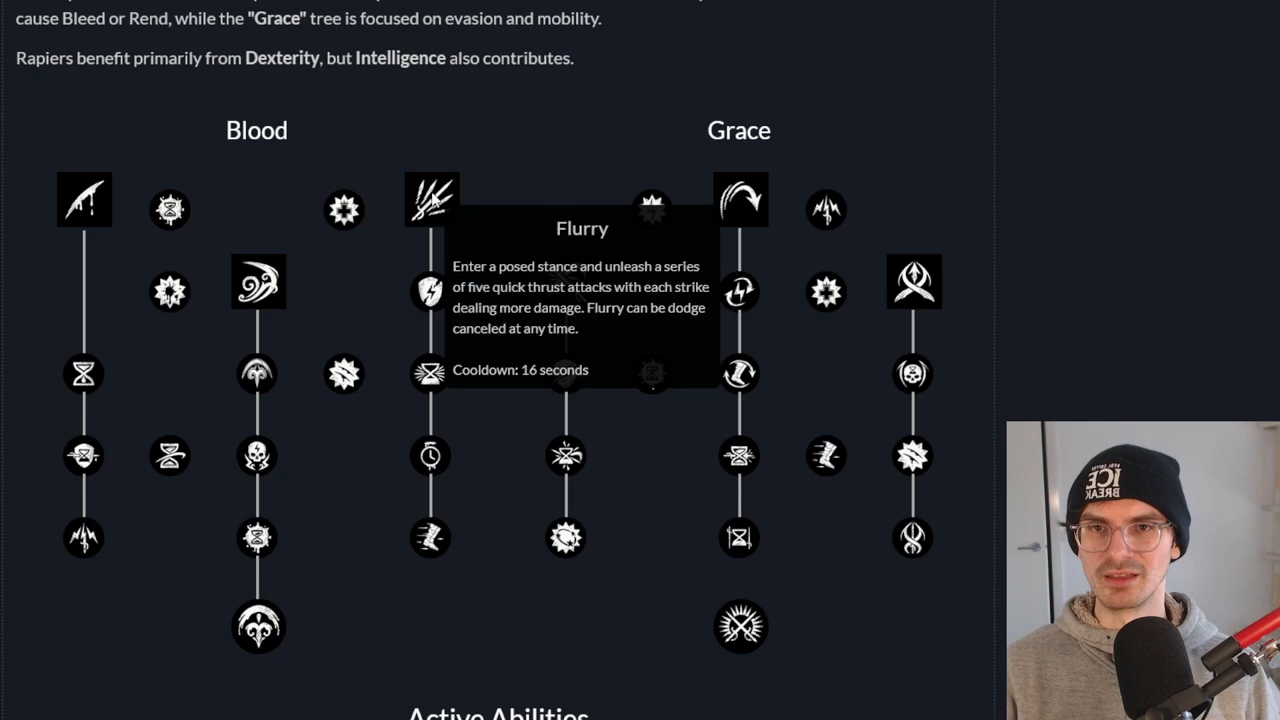 cause Bleed or Rend, while the "Grace" tree is focused on evasion and mobility.
Rapiers benefit primarily from Dexterity, but Intelligence also contributes.
Blood
Grace
Flurry
Enter a posed stance and unleash a series
of five quick thrust attacks with each strike
dealing more damage. Flurry can be dodge
canceled at any time.
Cooldown: 16 seconds
ICE
BREAK
Active Abilities